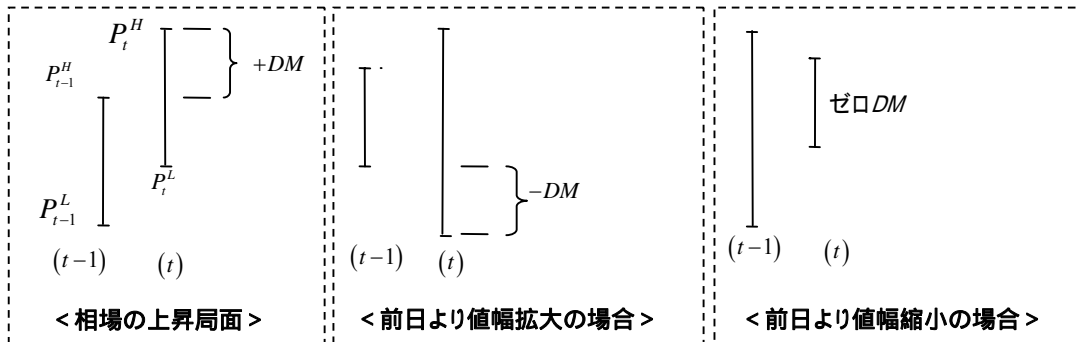 P_t^H
P_{t-1}^H
+DM
P_t^L
P_{t-1}^L
(t−1) (t)
<相場の上昇局面>
−DM
(t−1) (t)
<前日より値幅拡大の場合>
ゼロDM
(t−1) (t)
<前日より値幅縮小の場合>